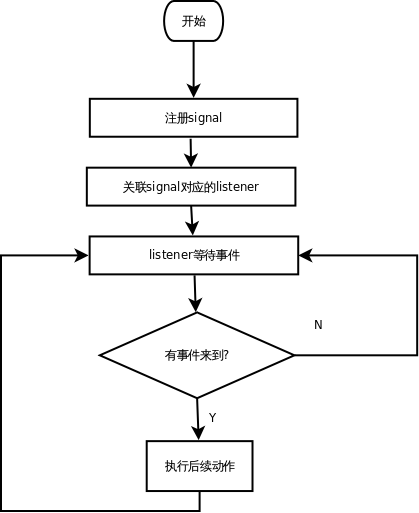 开始
注册signal
关联signal对应的listener
listener等待事件
有事件来到?
N
Y
执行后续动作